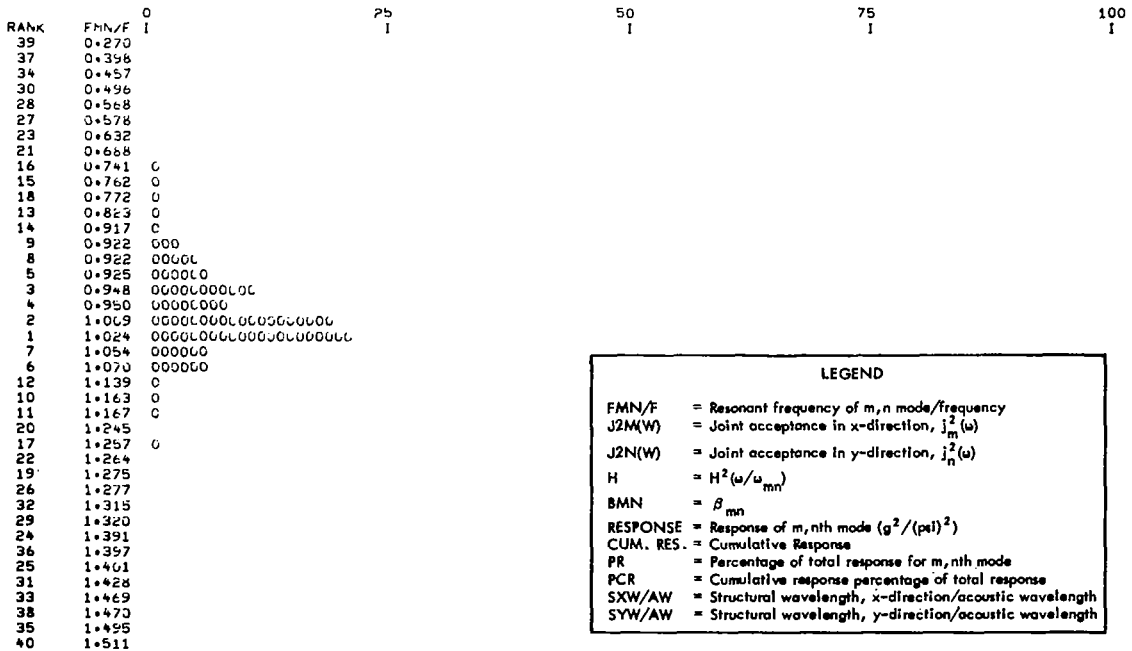 0 25 50 75 100
RANK FMN/F I I I I I
39 0.270
37 0.398
34 0.457
30 0.496
28 0.568
27 0.578
23 0.632
21 0.688
16 0.741 0
15 0.762 0
18 0.772 0
13 0.823 0
14 0.917 0
9 0.922 000
8 0.922 00000
5 0.925 000000
3 0.948 00000000000
4 0.950 00000000
2 1.009 0000000000000000000
1 1.024 000000000000000000000
7 1.054 000000
6 1.070 000000
12 1.139 0
10 1.163 0
11 1.167 0
20 1.245
17 1.257 0
22 1.264
19 1.275
26 1.277
32 1.315
29 1.320
24 1.391
36 1.397
25 1.401
31 1.428
33 1.469
38 1.470
35 1.495
40 1.511
LEGEND
FMN/F = Resonant frequency of m,n mode/frequency
J2M(W) = Joint acceptance in x-direction, j²ₘ(ω)
J2N(W) = Joint acceptance in y-direction, j²ₙ(ω)
H = H²(ω/ωₘₙ)
BMN = βₘₙ
RESPONSE = Response of m,nth mode (g²/(psi)²)
CUM. RES. = Cumulative Response
PR = Percentage of total response for m,nth mode
PCR = Cumulative response percentage of total response
SXW/AW = Structural wavelength, x-direction/acoustic wavelength
SYW/AW = Structural wavelength, y-direction/acoustic wavelength